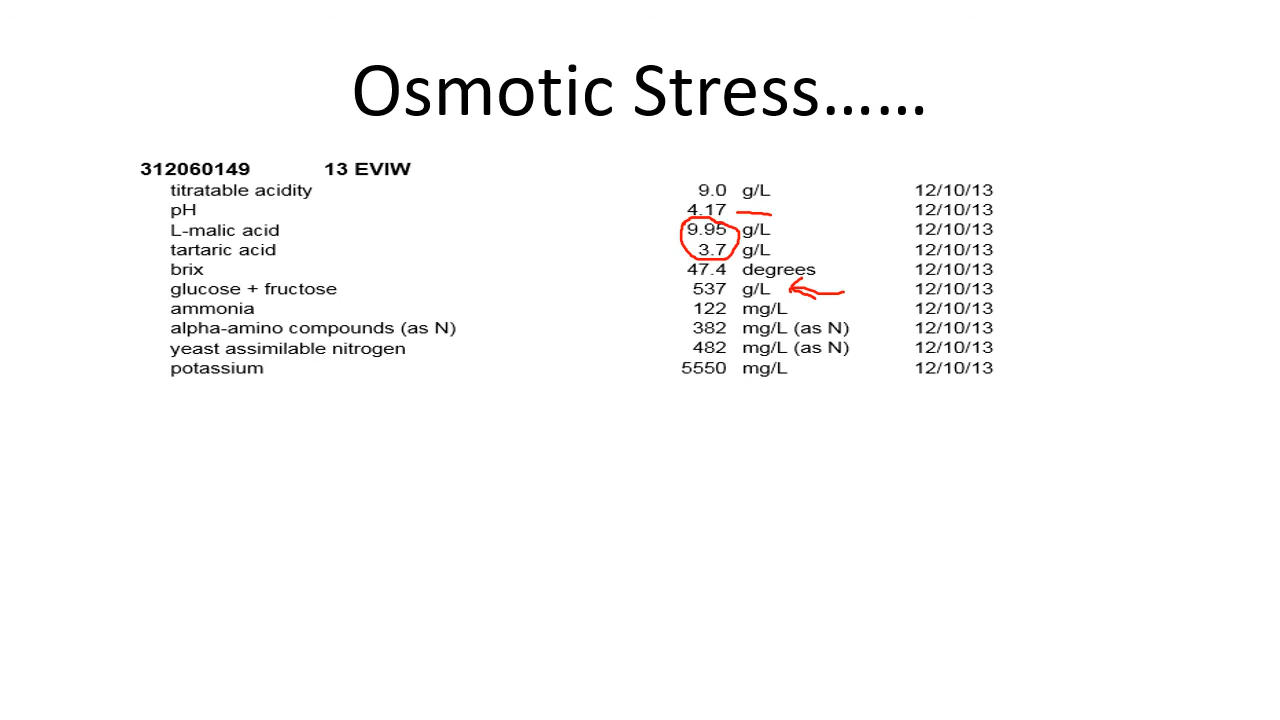 Osmotic Stress……
312060149 13 EVIW
titratable acidity 9.0 g/L 12/10/13
pH 4.17 12/10/13
L-malic acid 9.95 g/L 12/10/13
tartaric acid 3.7 g/L 12/10/13
brix 47.4 degrees 12/10/13
glucose + fructose 537 g/L 12/10/13
ammonia 122 mg/L 12/10/13
alpha-amino compounds (as N) 382 mg/L (as N) 12/10/13
yeast assimilable nitrogen 482 mg/L (as N) 12/10/13
potassium 5550 mg/L 12/10/13